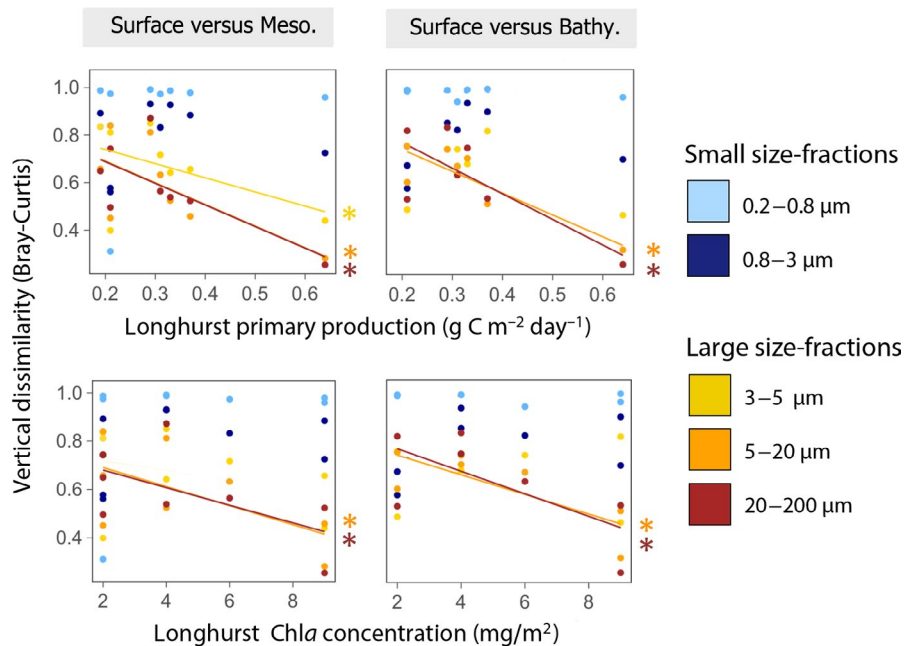 Surface versus Meso.
Surface versus Bathy.
Vertical dissimilarity (Bray-Curtis)
1.0
0.8
0.6
0.4
*
*
*
*
*
0.2 0.3 0.4 0.5 0.6
0.2 0.3 0.4 0.5 0.6
Longhurst primary production (g C m⁻² day⁻¹)
1.0
0.8
0.6
0.4
*
*
*
*
2 4 6 8
2 4 6 8
Longhurst Chla concentration (mg/m²)
Small size-fractions
0.2–0.8 µm
0.8–3 µm
Large size-fractions
3–5 µm
5–20 µm
20–200 µm